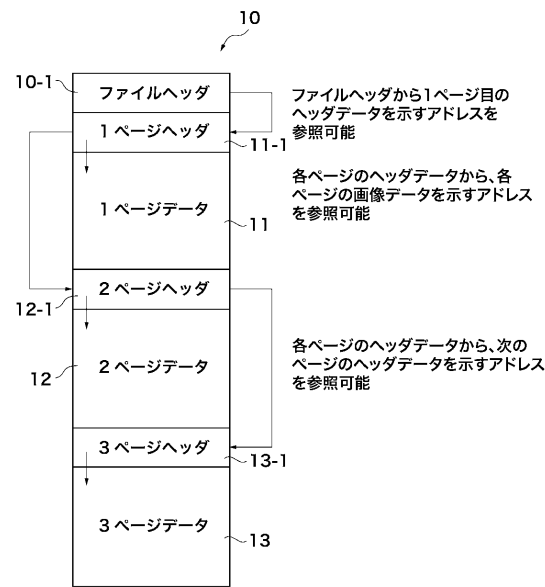 10
10-1
ファイルヘッダ
ファイルヘッダから1ページ目の
ヘッダデータを示すアドレスを
参照可能
1ページヘッダ
11-1
各ページのヘッダデータから、各
ページの画像データを示すアドレス
を参照可能
1ページデータ
11
2ページヘッダ
12-1
各ページのヘッダデータから、次の
ページのヘッダデータを示すアドレス
を参照可能
2ページデータ
12
3ページヘッダ
13-1
3ページデータ
13